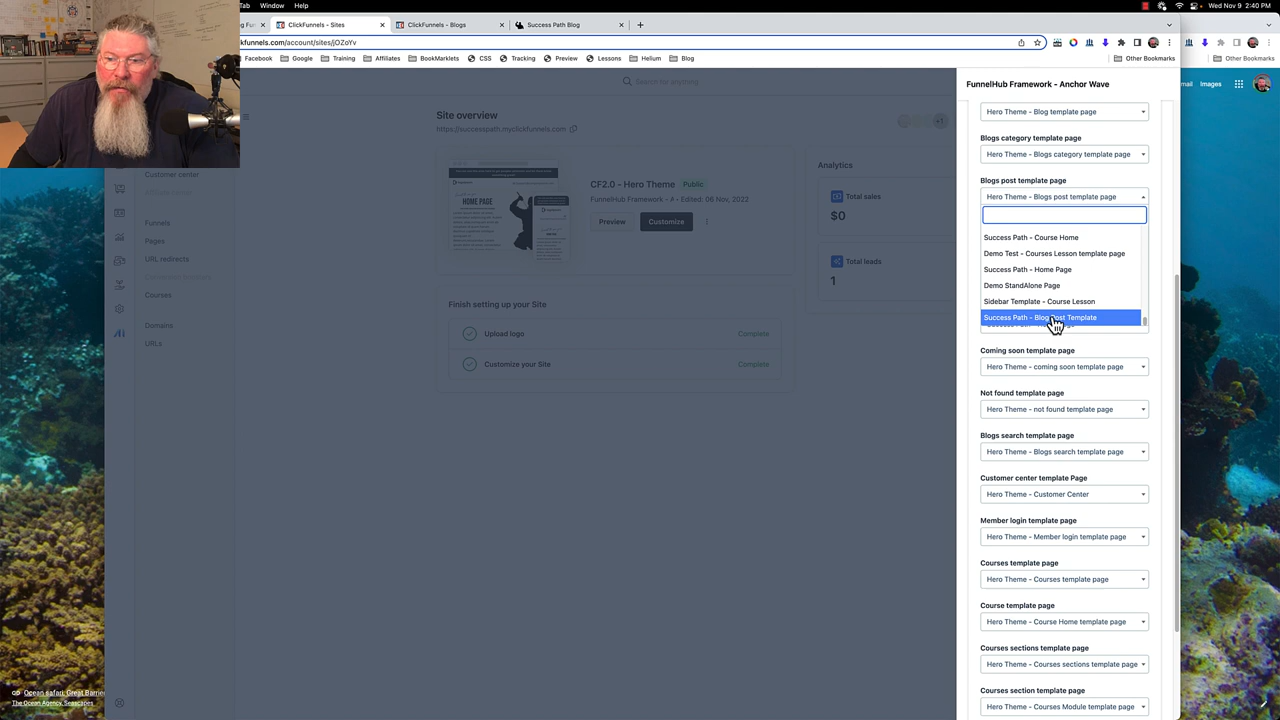 Tab Window Help
Wed Nov 9 2:40 PM
ClickFunnels - Sites
ClickFunnels - Blogs
Success Path Blog
kfunnels.com/account/sites/jOZoYv
Facebook Google Training Affiliates BookMarklets CSS Tracking Preview Lessons Helium Blog
Other Bookmarks
Other Bookmarks
Images
Search for anything
Site overview
https://successpath.myclickfunnels.com
CF2.0 - Hero Theme Public
FunnelHub Framework - A • Edited: 06 Nov, 2022
HOME PAGE
Preview
Customize
Analytics
Total sales
$0
Total leads
1
Finish setting up your Site
Upload logo
Complete
Customize your Site
Complete
Customer center
Funnels
Pages
URL redirects
Courses
Domains
URLs
FunnelHub Framework - Anchor Wave
Hero Theme - Blog template page
Blogs category template page
Hero Theme - Blogs category template page
Blogs post template page
Hero Theme - Blogs post template page
Success Path - Course Home
Demo Test - Courses Lesson template page
Success Path - Home Page
Demo StandAlone Page
Sidebar Template - Course Lesson
Success Path - Blog Post Template
Coming soon template page
Hero Theme - coming soon template page
Not found template page
Hero Theme - not found template page
Blogs search template page
Hero Theme - Blogs search template page
Customer center template Page
Hero Theme - Customer Center
Member login template page
Hero Theme - Member login template page
Courses template page
Hero Theme - Courses template page
Course template page
Hero Theme - Course Home template page
Courses sections template page
Hero Theme - Courses sections template page
Courses section template page
Hero Theme - Courses Module template page
Ocean safari, Great Barrie
The Ocean Agency, Seascapes